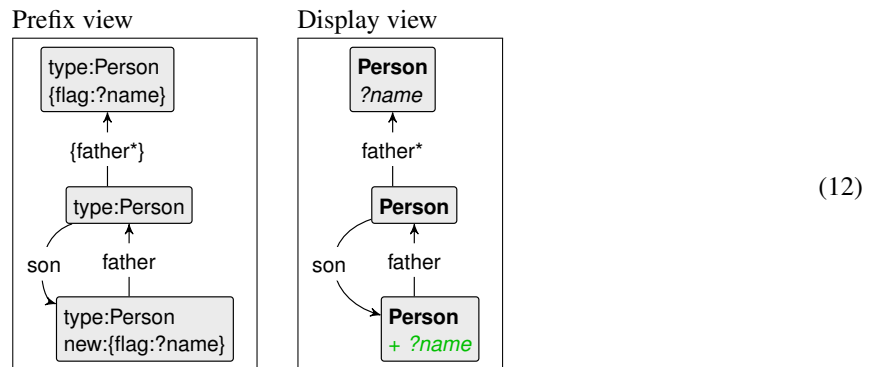 Prefix view
type:Person
{flag:?name}
{father*}
type:Person
son
father
type:Person
new:{flag:?name}
Display view
Person
?name
father*
Person
son
father
Person
+ ?name
(12)